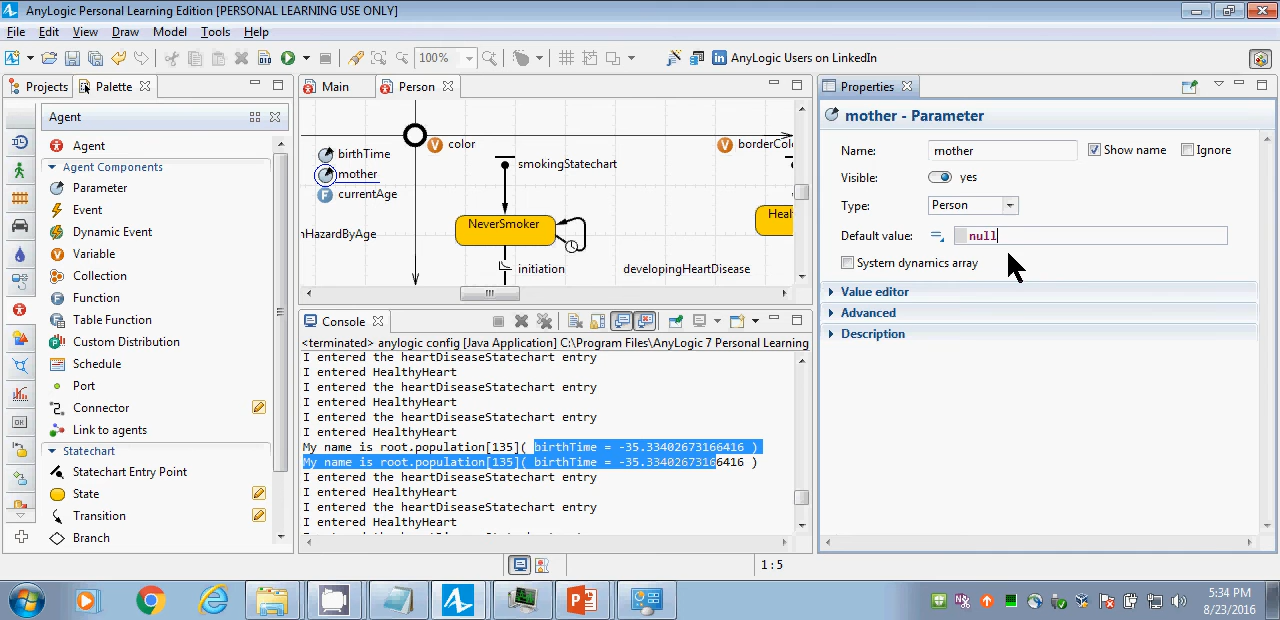 AnyLogic Personal Learning Edition [PERSONAL LEARNING USE ONLY]
File Edit View Draw Model Tools Help
100% AnyLogic Users on LinkedIn
Projects Palette
Agent
Agent
Agent Components
Parameter
Event
Dynamic Event
Variable
Collection
Function
Table Function
Custom Distribution
Schedule
Port
Connector
Link to agents
Statechart
Statechart Entry Point
State
Transition
Branch
Main Person
color
birthTime
mother
currentAge
nHazardByAge
smokingStatechart
NeverSmoker
initiation
borderCol
Heal
developingHeartDisease
Console
<terminated> anylogic config [Java Application] C:\Program Files\AnyLogic 7 Personal Learning
I entered the heartDiseaseStatechart entry
I entered HealthyHeart
I entered the heartDiseaseStatechart entry
I entered HealthyHeart
I entered the heartDiseaseStatechart entry
I entered HealthyHeart
My name is root.population[135]( birthTime = -35.33402673166416 )
My name is root.population[135]( birthTime = -35.33402673166416 )
I entered the heartDiseaseStatechart entry
I entered HealthyHeart
I entered the heartDiseaseStatechart entry
I entered HealthyHeart
Properties
mother - Parameter
Name: mother Show name Ignore
Visible: yes
Type: Person
Default value: null
System dynamics array
Value editor
Advanced
Description
1 : 5
5:34 PM
8/23/2016